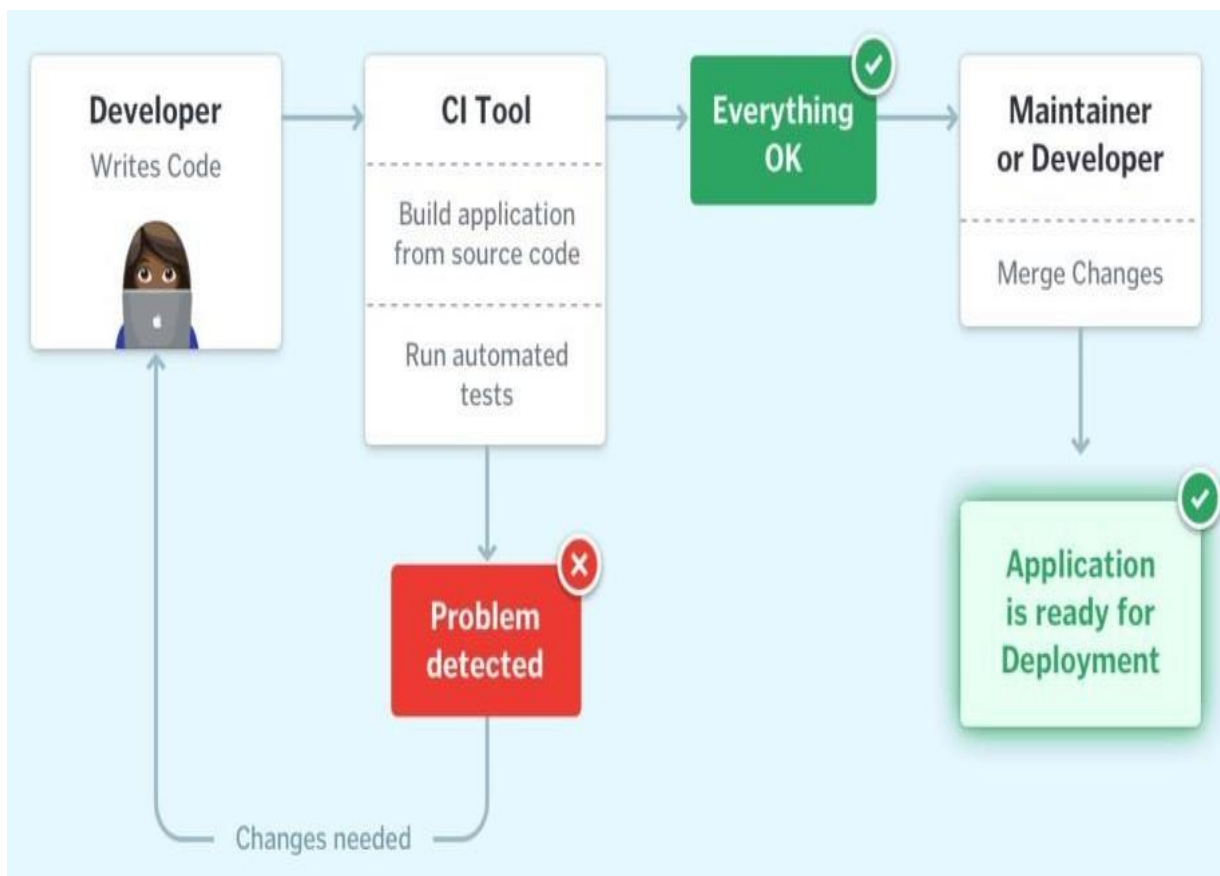 Developer
Writes Code
CI Tool
Build application
from source code
Run automated
tests
Everything
OK
Maintainer
or Developer
Merge Changes
Problem
detected
Changes needed
Application
is ready for
Deployment